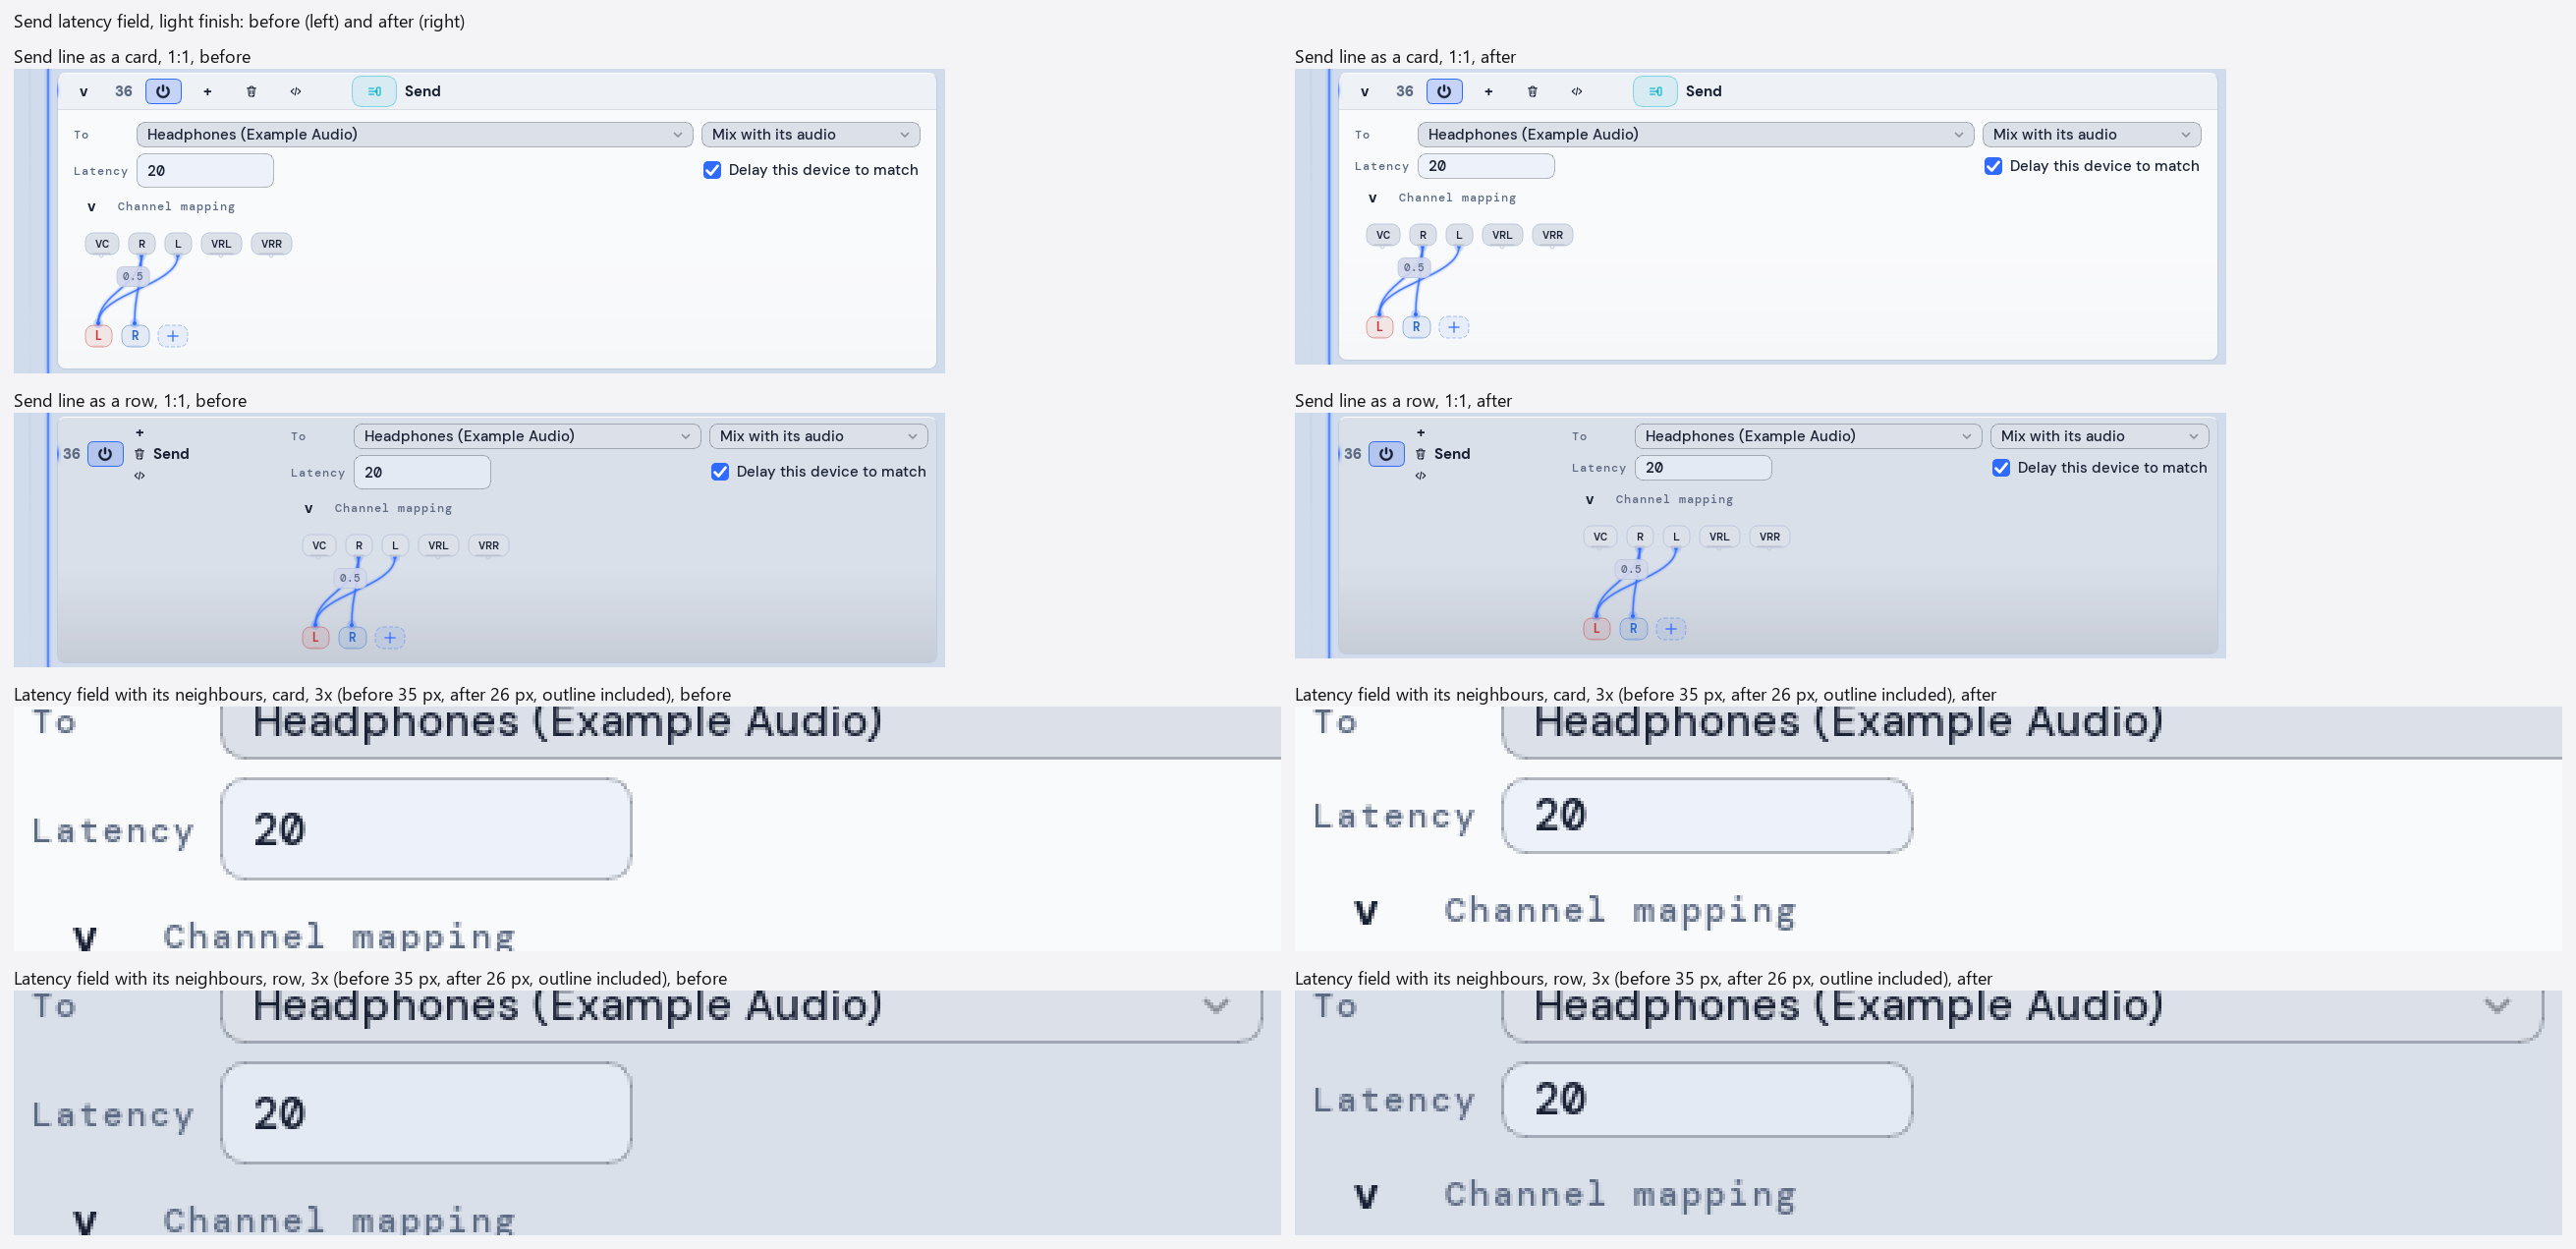 Send latency field, light finish: before (left) and after (right)
Send line as a card, 1:1, before
v 36 + </> Send
To Headphones (Example Audio) Mix with its audio
Latency 20 Delay this device to match
v Channel mapping
VC R L VRL VRR
0.5
L R +
Send line as a card, 1:1, after
v 36 + </> Send
To Headphones (Example Audio) Mix with its audio
Latency 20 Delay this device to match
v Channel mapping
VC R L VRL VRR
0.5
L R +
Send line as a row, 1:1, before
+
36 Send
</>
To Headphones (Example Audio) Mix with its audio
Latency 20 Delay this device to match
v Channel mapping
VC R L VRL VRR
0.5
L R +
Send line as a row, 1:1, after
+
36 Send
</>
To Headphones (Example Audio) Mix with its audio
Latency 20 Delay this device to match
v Channel mapping
VC R L VRL VRR
0.5
L R +
Latency field with its neighbours, card, 3x (before 35 px, after 26 px, outline included), before
To Headphones (Example Audio)
Latency 20
v Channel mapping
Latency field with its neighbours, card, 3x (before 35 px, after 26 px, outline included), after
To Headphones (Example Audio)
Latency 20
v Channel mapping
Latency field with its neighbours, row, 3x (before 35 px, after 26 px, outline included), before
To Headphones (Example Audio)
Latency 20
v Channel mapping
Latency field with its neighbours, row, 3x (before 35 px, after 26 px, outline included), after
To Headphones (Example Audio)
Latency 20
v Channel mapping